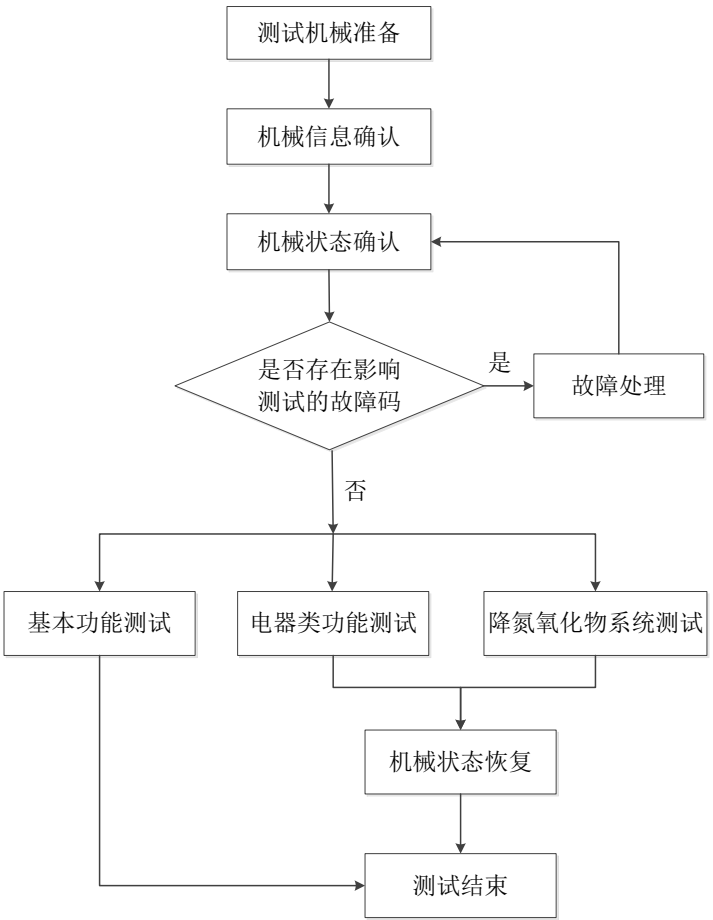 测试机械准备
机械信息确认
机械状态确认
是否存在影响
测试的故障码
是
故障处理
否
基本功能测试
电器类功能测试
降氮氧化物系统测试
机械状态恢复
测试结束